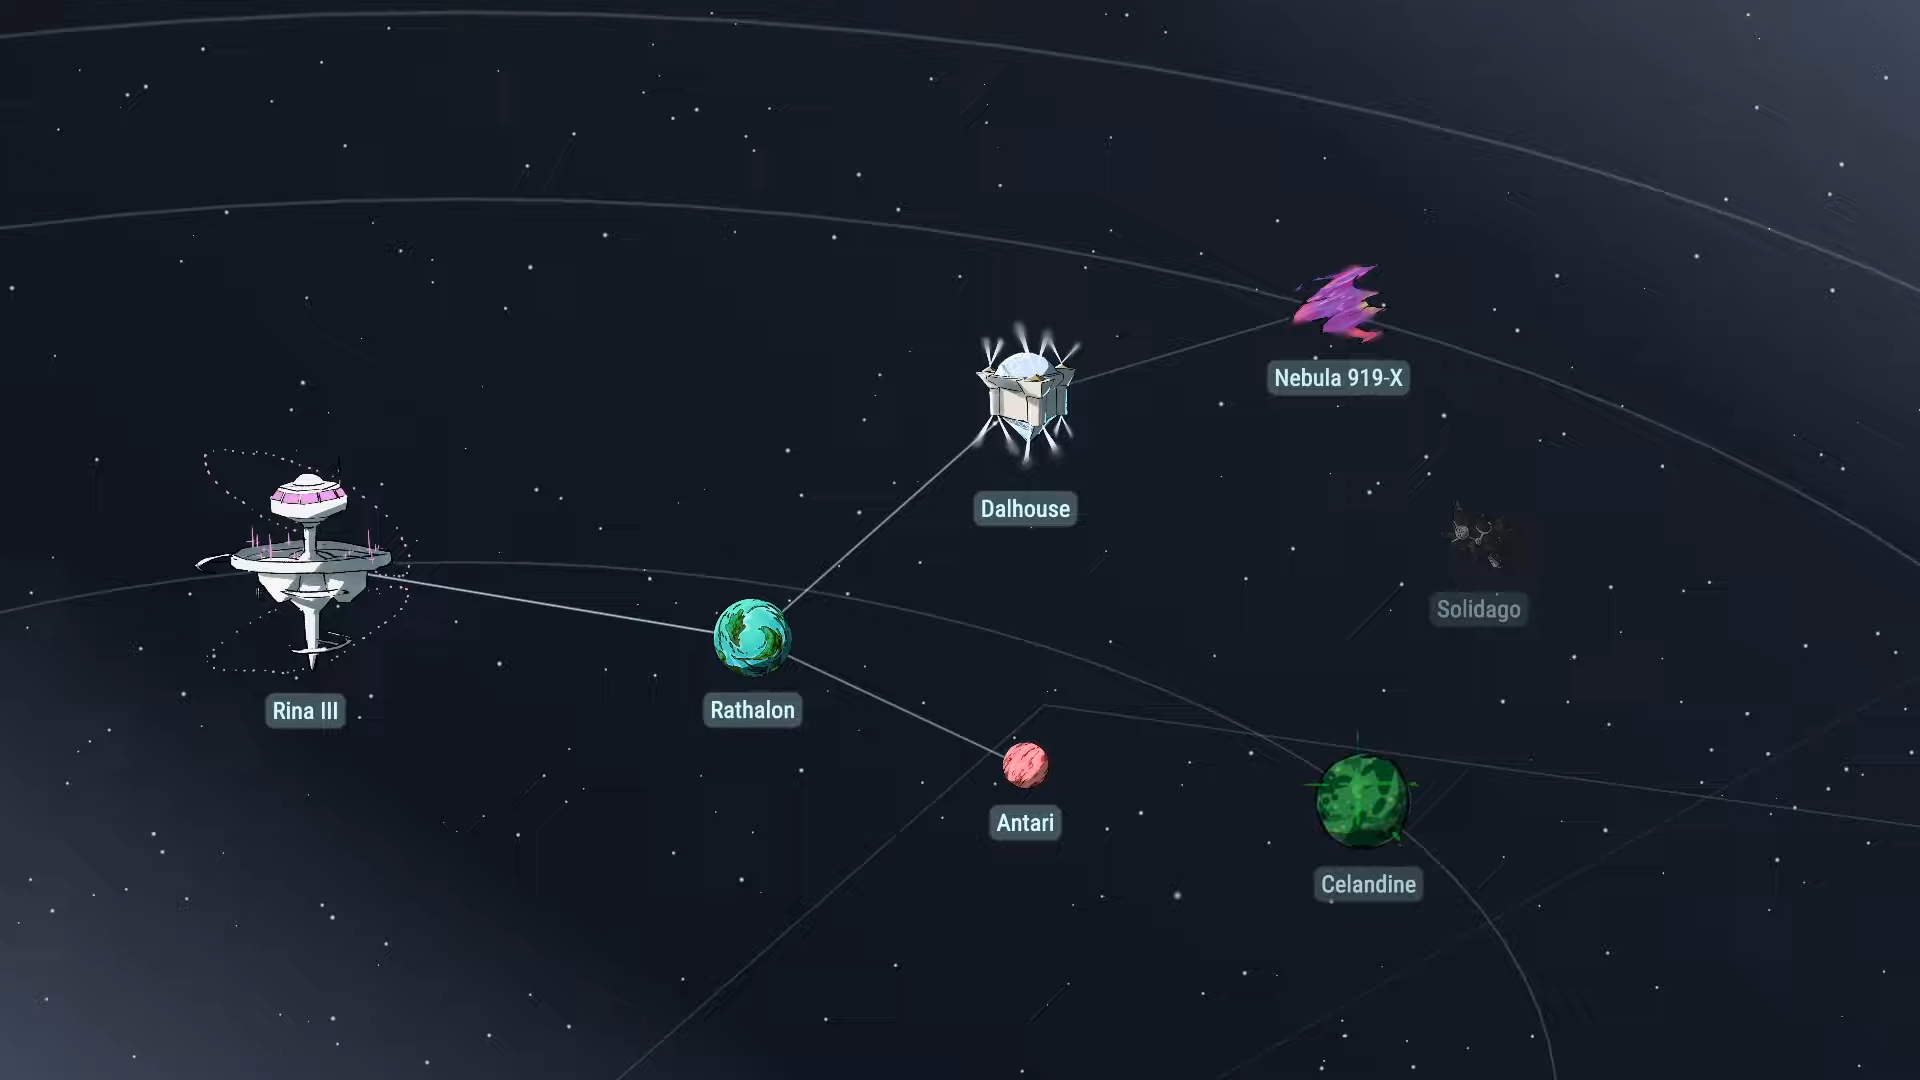 Nebula 919-X
Dalhouse
Solidago
Rina III
Rathalon
Antari
Celandine